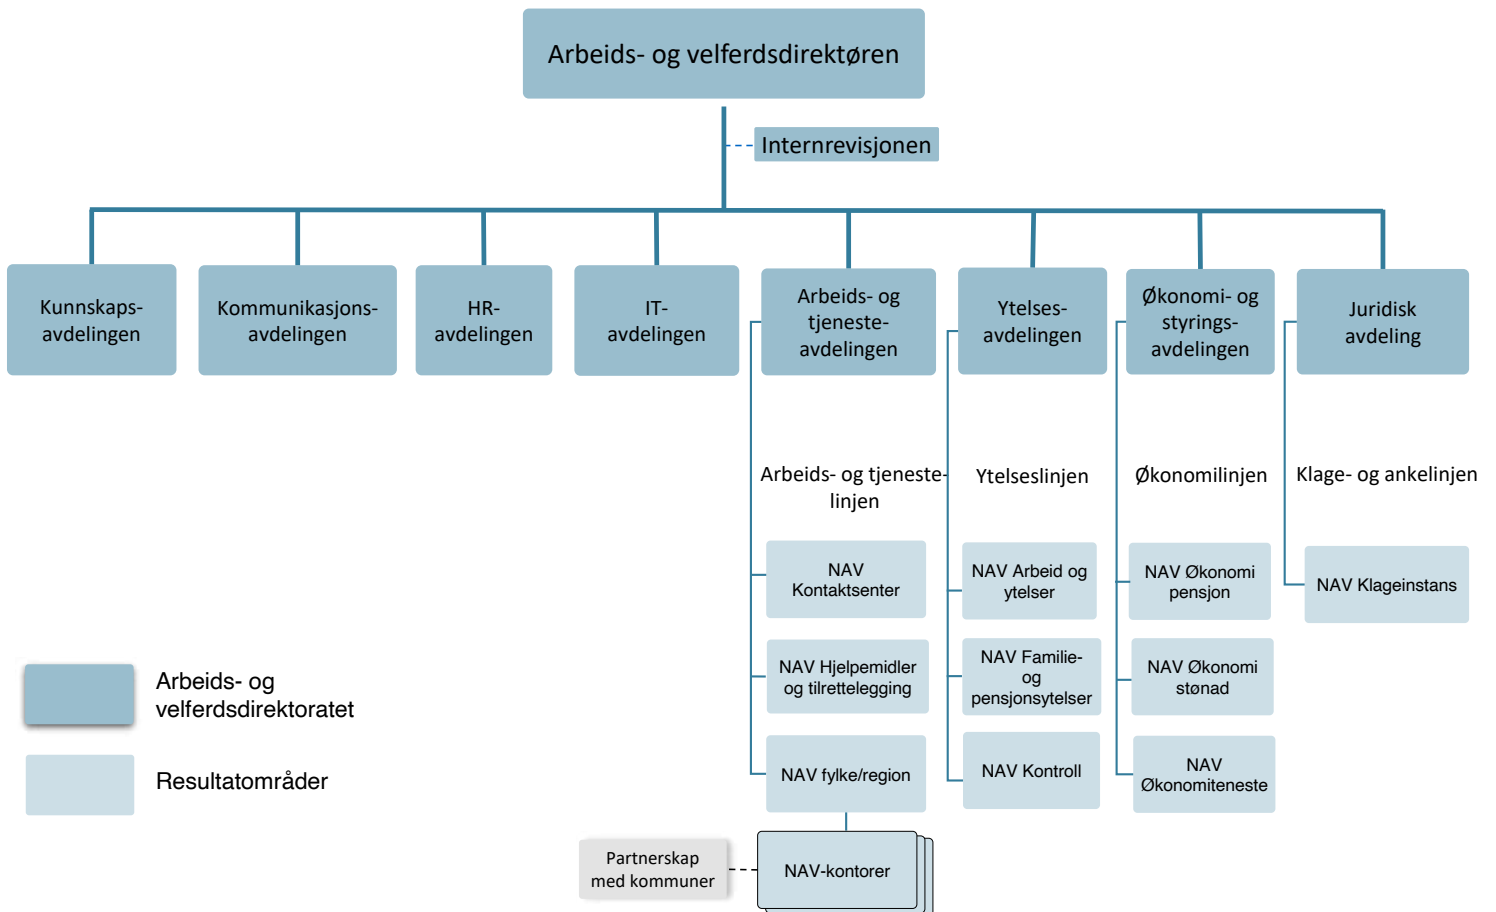 Arbeids- og velferdsdirektøren
Internrevisjonen
Kunnskaps-
avdelingen
Kommunikasjons-
avdelingen
HR-
avdelingen
IT-
avdelingen
Arbeids- og
tjeneste-
avdelingen
Ytelses-
avdelingen
Økonomi- og
styrings-
avdelingen
Juridisk
avdeling
Arbeids- og tjeneste-
linjen
Ytelseslinjen
Økonomilinjen
Klage- og ankelinjen
NAV
Kontaktsenter
NAV Arbeid og
ytelser
NAV Økonomi
pensjon
NAV Klageinstans
NAV Hjelpemidler
og tilrettelegging
NAV Familie-
og
pensjonsytelser
NAV Økonomi
stønad
NAV fylke/region
NAV Kontroll
NAV
Økonomiteneste
Partnerskap
med kommuner
NAV-kontorer
Arbeids- og
velferdsdirektoratet
Resultatområder